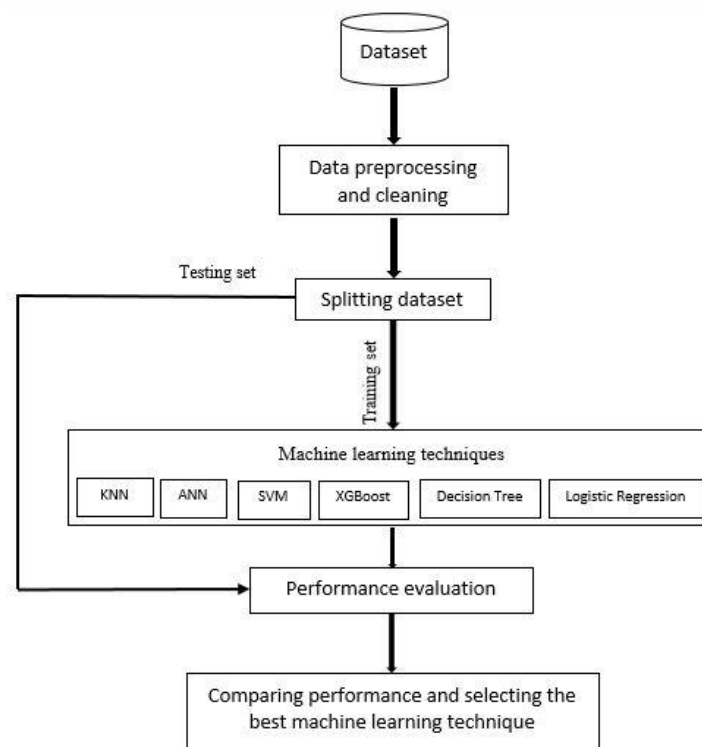 Dataset
Data preprocessing
and cleaning
Testing set
Splitting dataset
Training set
Machine learning techniques
KNN
ANN
SVM
XGBoost
Decision Tree
Logistic Regression
Performance evaluation
Comparing performance and selecting the
best machine learning technique